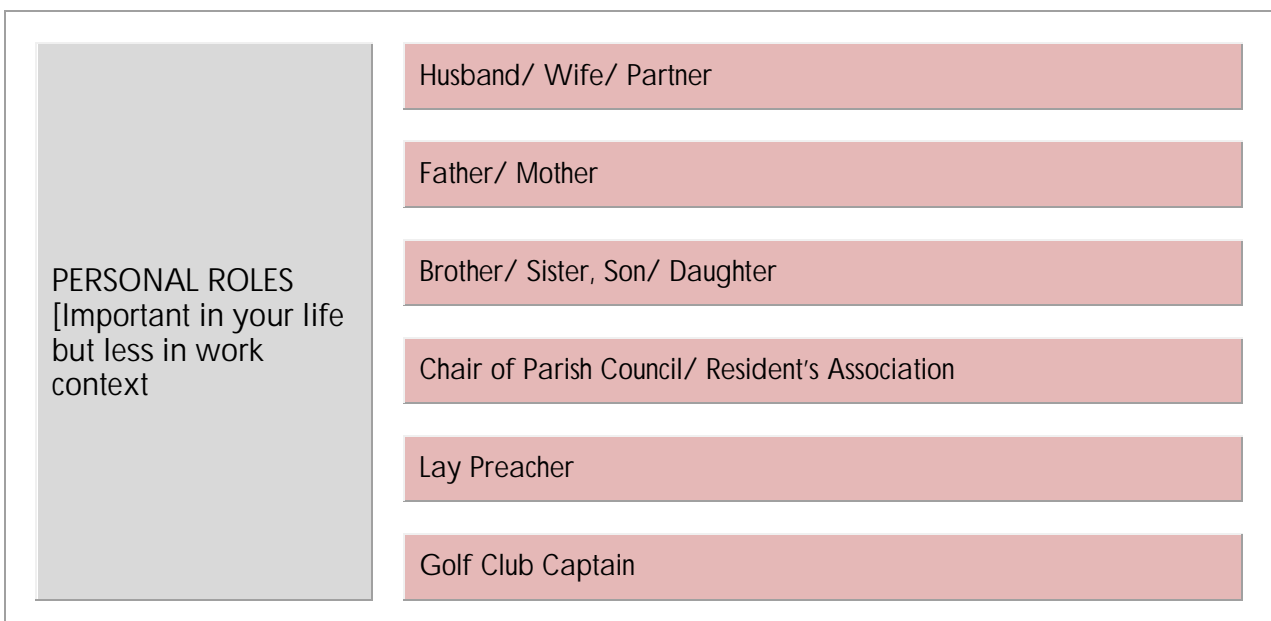 PERSONAL ROLES
[Important in your life
but less in work
context
Husband/ Wife/ Partner
Father/ Mother
Brother/ Sister, Son/ Daughter
Chair of Parish Council/ Resident’s Association
Lay Preacher
Golf Club Captain